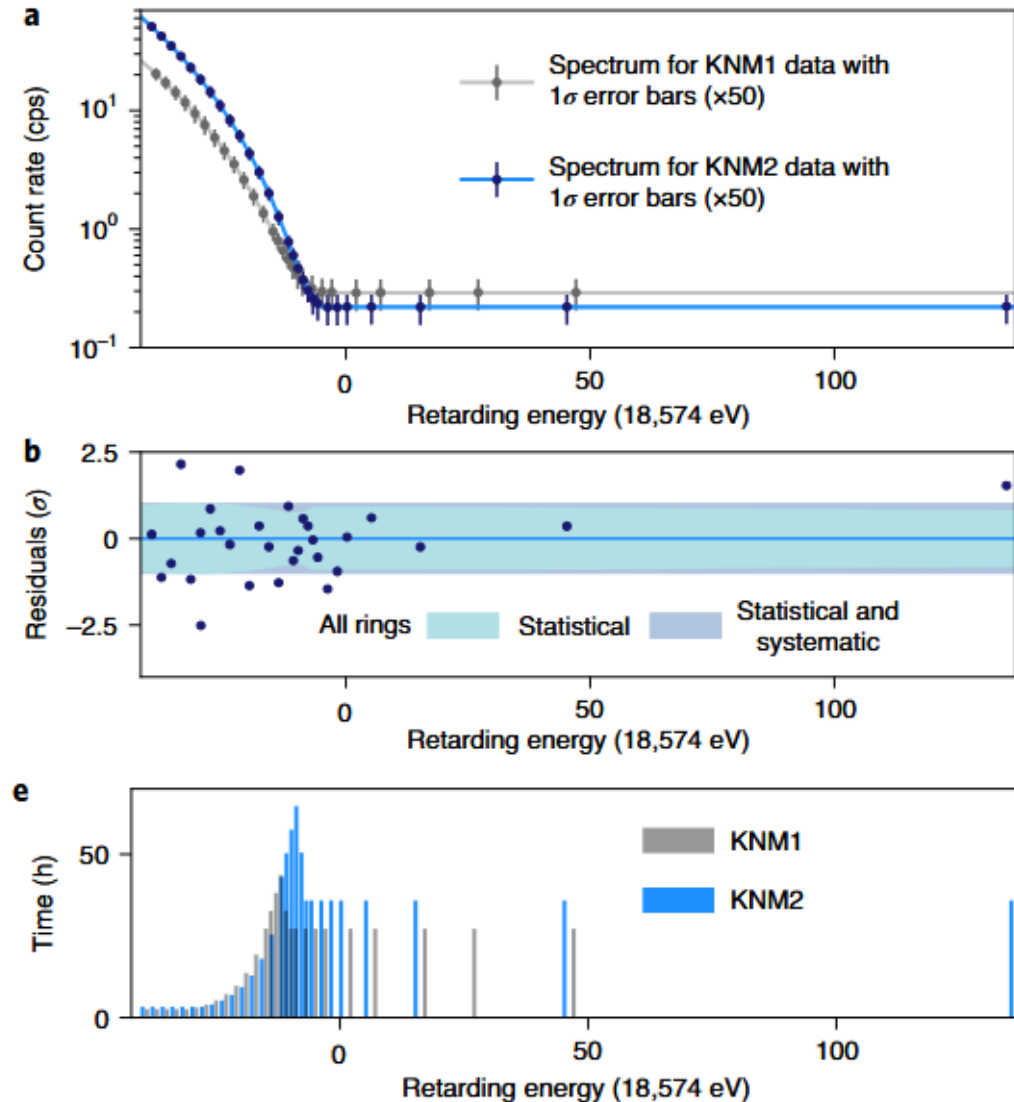 a
Count rate (cps)
10¹
10⁰
10⁻¹
Spectrum for KNM1 data with
1σ error bars (×50)
Spectrum for KNM2 data with
1σ error bars (×50)
0
50
100
Retarding energy (18,574 eV)
b
Residuals (σ)
2.5
0
−2.5
All rings
Statistical
Statistical and
systematic
0
50
100
Retarding energy (18,574 eV)
e
Time (h)
50
0
KNM1
KNM2
0
50
100
Retarding energy (18,574 eV)